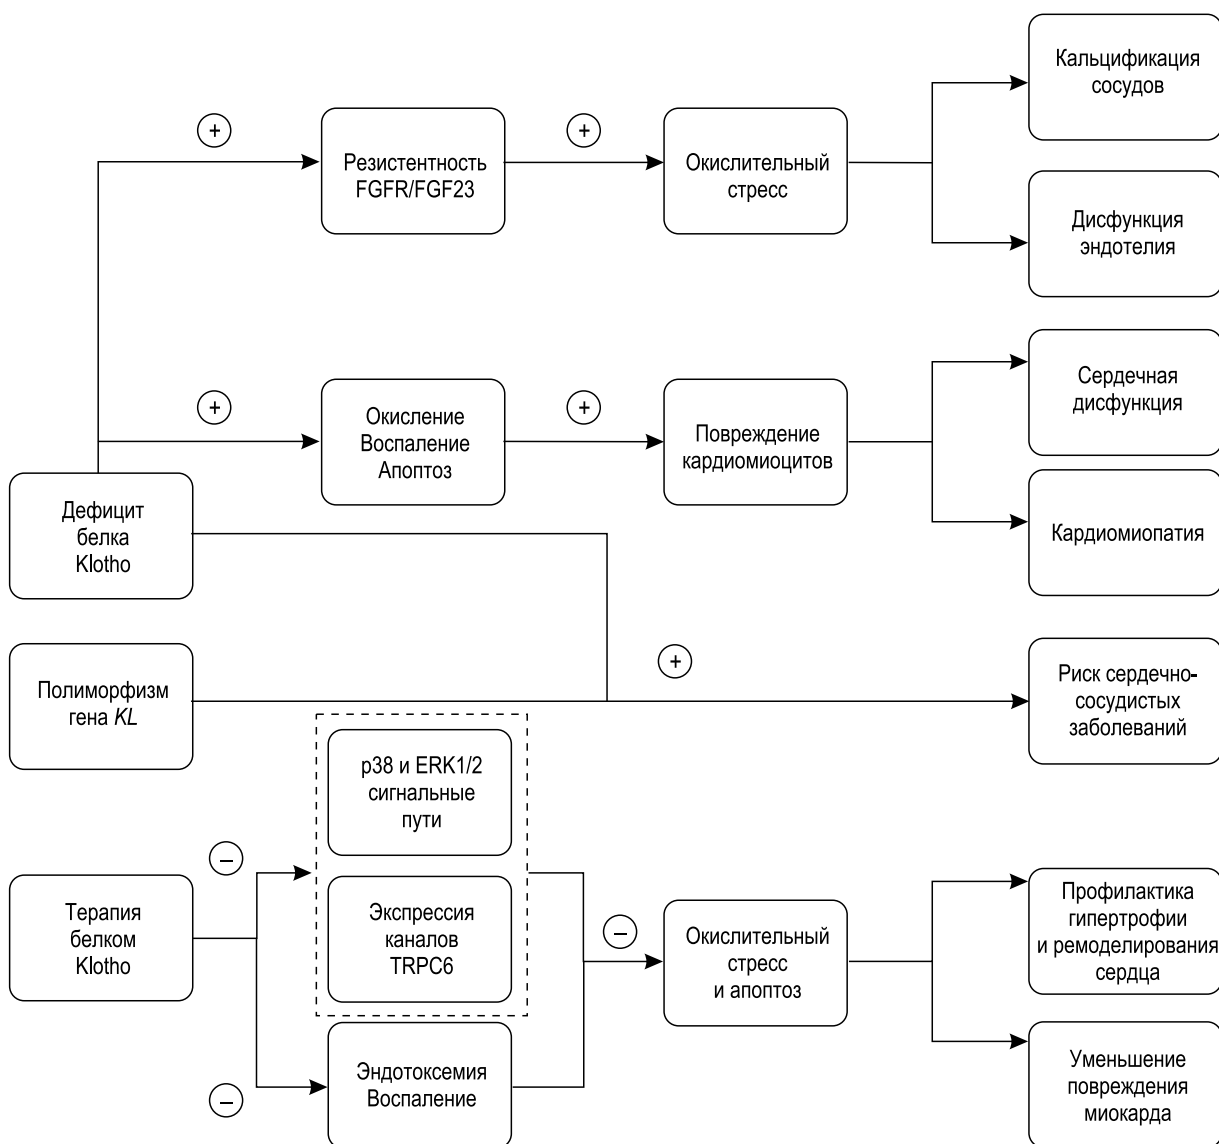 Кальцификация
сосудов
+
+
Резистентность
FGFR/FGF23
Окислительный
стресс
Дисфункция
эндотелия
+
+
Окисление
Воспаление
Апоптоз
Повреждение
кардиомиоцитов
Сердечная
дисфункция
Кардиомиопатия
Дефицит
белка
Klotho
Полиморфизм
гена KL
+
Риск сердечно-
сосудистых
заболеваний
p38 и ERK1/2
сигнальные
пути
–
Терапия
белком
Klotho
Экспрессия
каналов
TRPC6
–
Окислительный
стресс
и апоптоз
Профилактика
гипертрофии
и ремоделирования
сердца
–
Эндотоксемия
Воспаление
Уменьшение
повреждения
миокарда